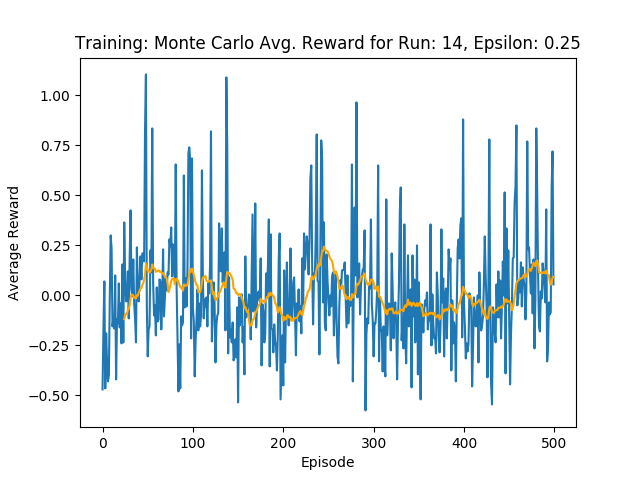 Training: Monte Carlo Avg. Reward for Run: 14, Epsilon: 0.25
1.00
0.75
0.50
0.25
0.00
−0.25
−0.50
Average Reward
0 100 200 300 400 500
Episode